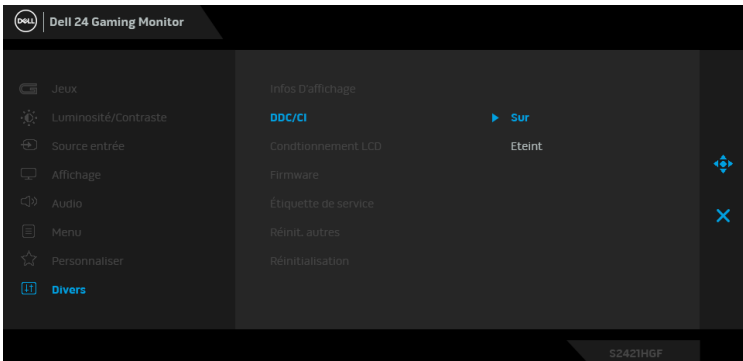 DELL Dell 24 Gaming Monitor
Jeux
Luminosité/Contraste
Source entrée
Affichage
Audio
Menu
Personnaliser
Divers
Infos D'affichage
DDC/CI
Condtionnement LCD
Firmware
Étiquette de service
Réinit. autres
Réinitialisation
Sur
Eteint
S2421HGF